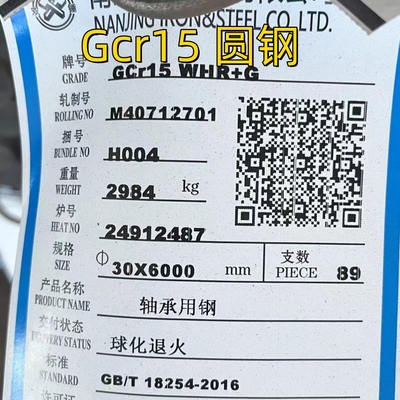 NANJING IRON&STEEL CO.,LTD.
Gcr15 圆钢
牌号 GCr15 WHR+G
GRADE
轧制号 M40712701
ROLLING NO
捆号 H004
BUNDLE NO
重量 2984 kg
WEIGHT
炉号 24912487
HEAT NO
规格 Φ 30X6000 mm 支数 89
SIZE PIECE
产品名称 轴承用钢
PRODUCT NAME
交付状态 球化退火
DELIVERY STATUS
标准 GB/T 18254-2016
STANDARD
许可证